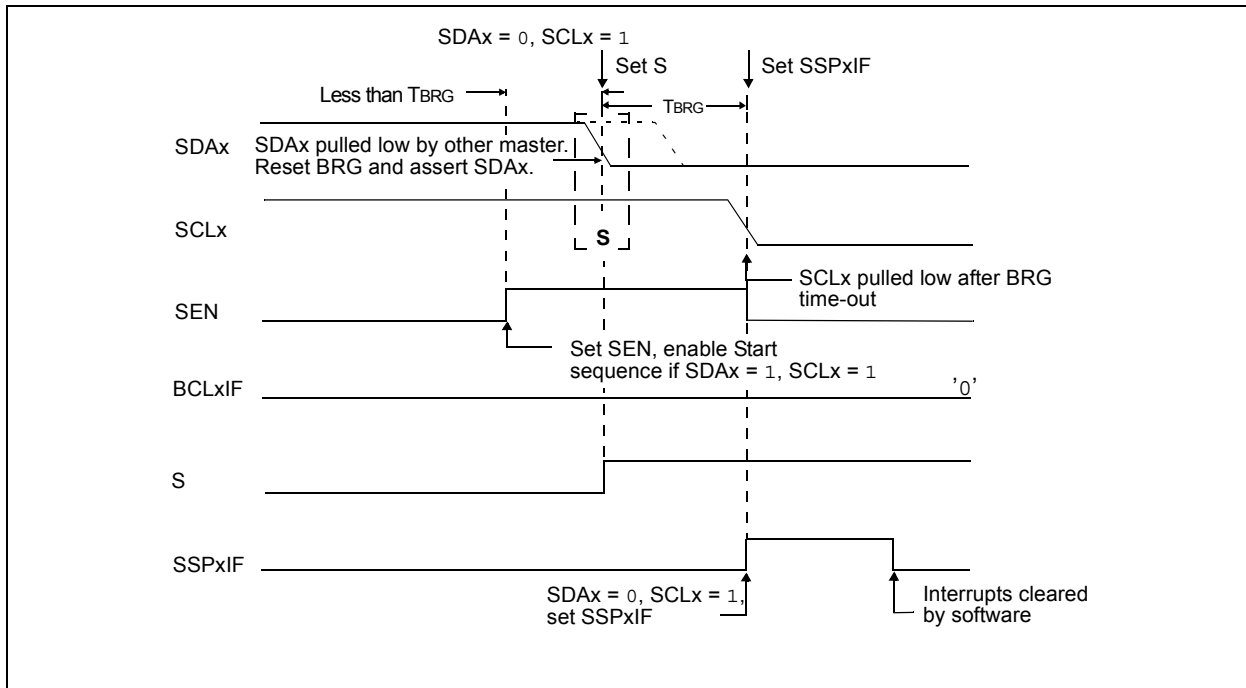 SDAx = 0, SCLx = 1
Set S
Set SSPxIF
Less than TBRG
TBRG
SDAx
SDAx pulled low by other master.
Reset BRG and assert SDAx.
SCLx
S
SCLx pulled low after BRG
time-out
SEN
Set SEN, enable Start
sequence if SDAx = 1, SCLx = 1
BCLxIF
'0'
S
SSPxIF
SDAx = 0, SCLx = 1,
set SSPxIF
Interrupts cleared
by software